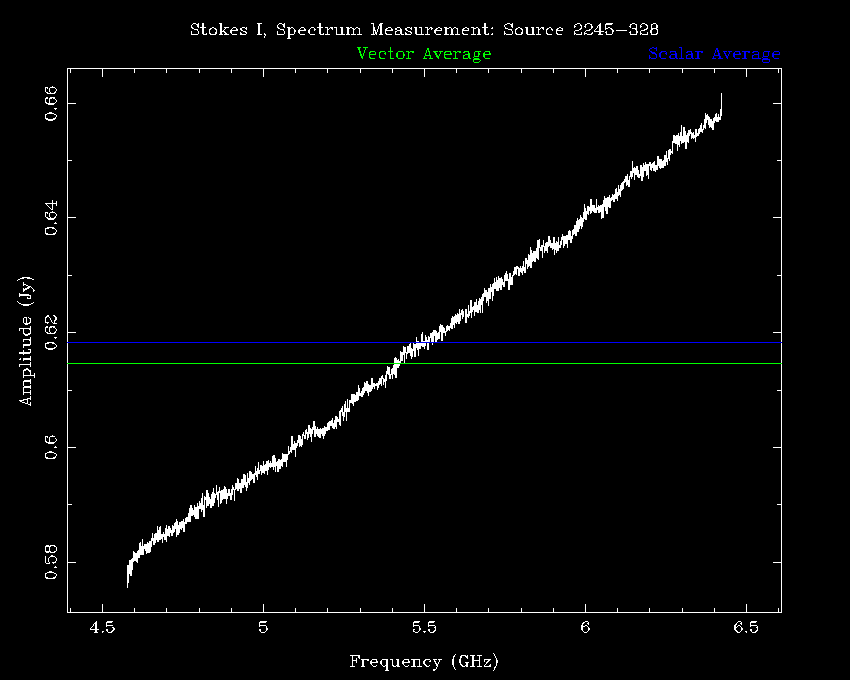 Stokes I, Spectrum Measurement: Source 2245−328
Vector Average Scalar Average
0.66
0.64
0.62
0.6
0.58
Amplitude (Jy)
4.5 5 5.5 6 6.5
Frequency (GHz)